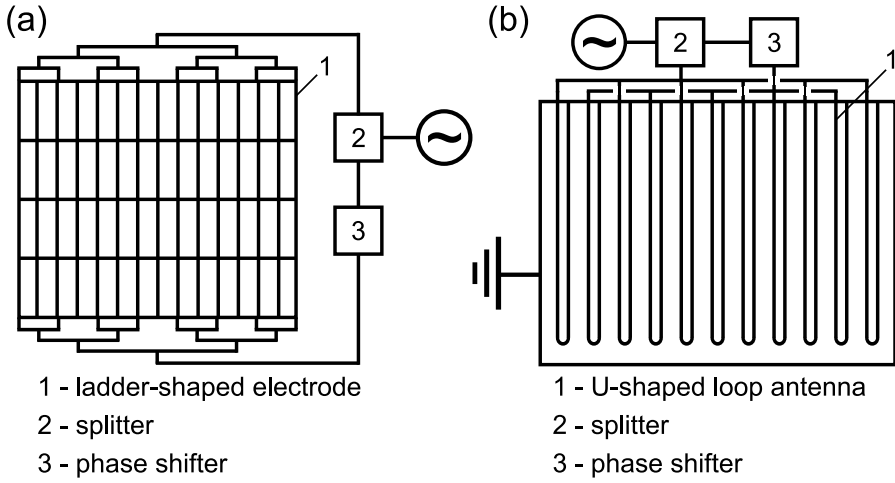 (a)
1
2
~
3
1 - ladder-shaped electrode
2 - splitter
3 - phase shifter
(b)
~
2
3
1
1 - U-shaped loop antenna
2 - splitter
3 - phase shifter